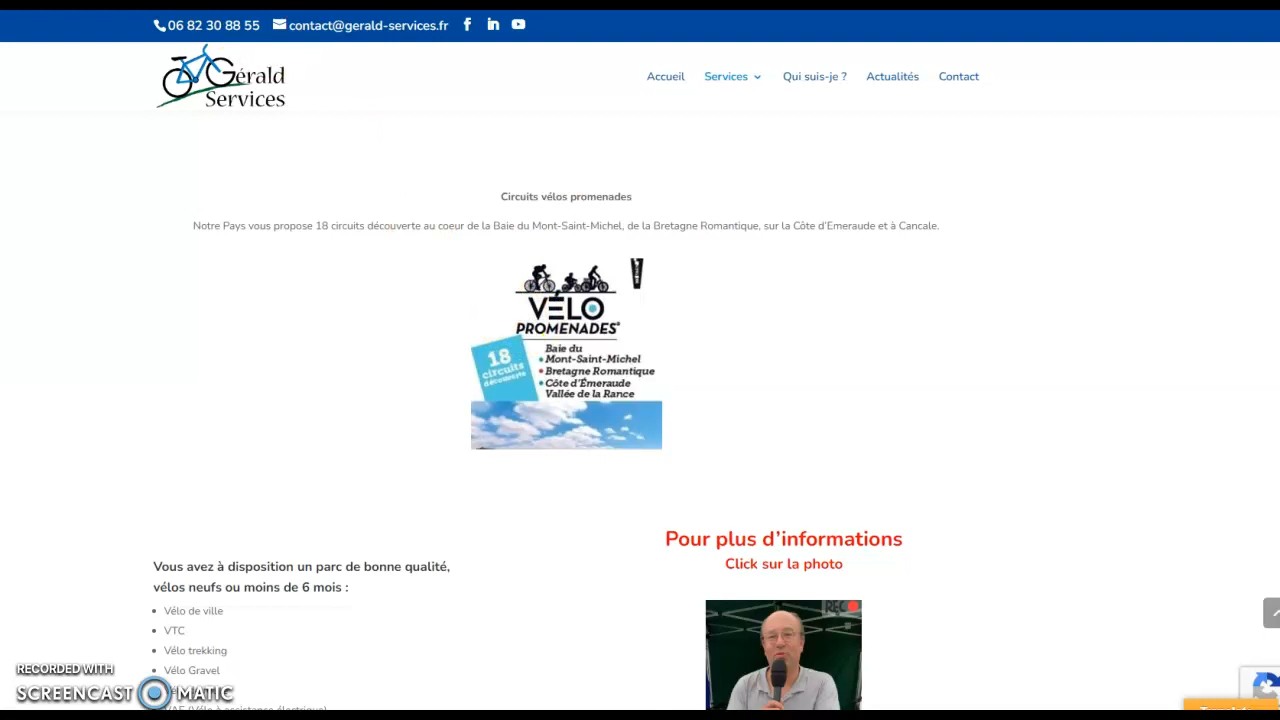 06 82 30 88 55 contact@gerald-services.fr
Gérald
Services
Accueil Services Qui suis-je ? Actualités Contact
Circuits vélos promenades
Notre Pays vous propose 18 circuits découverte au coeur de la Baie du Mont-Saint-Michel, de la Bretagne Romantique, sur la Côte d'Emeraude et à Cancale.
VÉLO
PROMENADES
18
circuits
découverte
Baie du
Mont-Saint-Michel
Bretagne Romantique
Côte d'Émeraude
Vallée de la Rance
Pour plus d'informations
Click sur la photo
Vous avez à disposition un parc de bonne qualité,
vélos neufs ou moins de 6 mois :
Vélo de ville
VTC
Vélo trekking
Vélo Gravel
VAE (Vélo à assistance électrique)
REC
RECORDED WITH
SCREENCAST MATIC